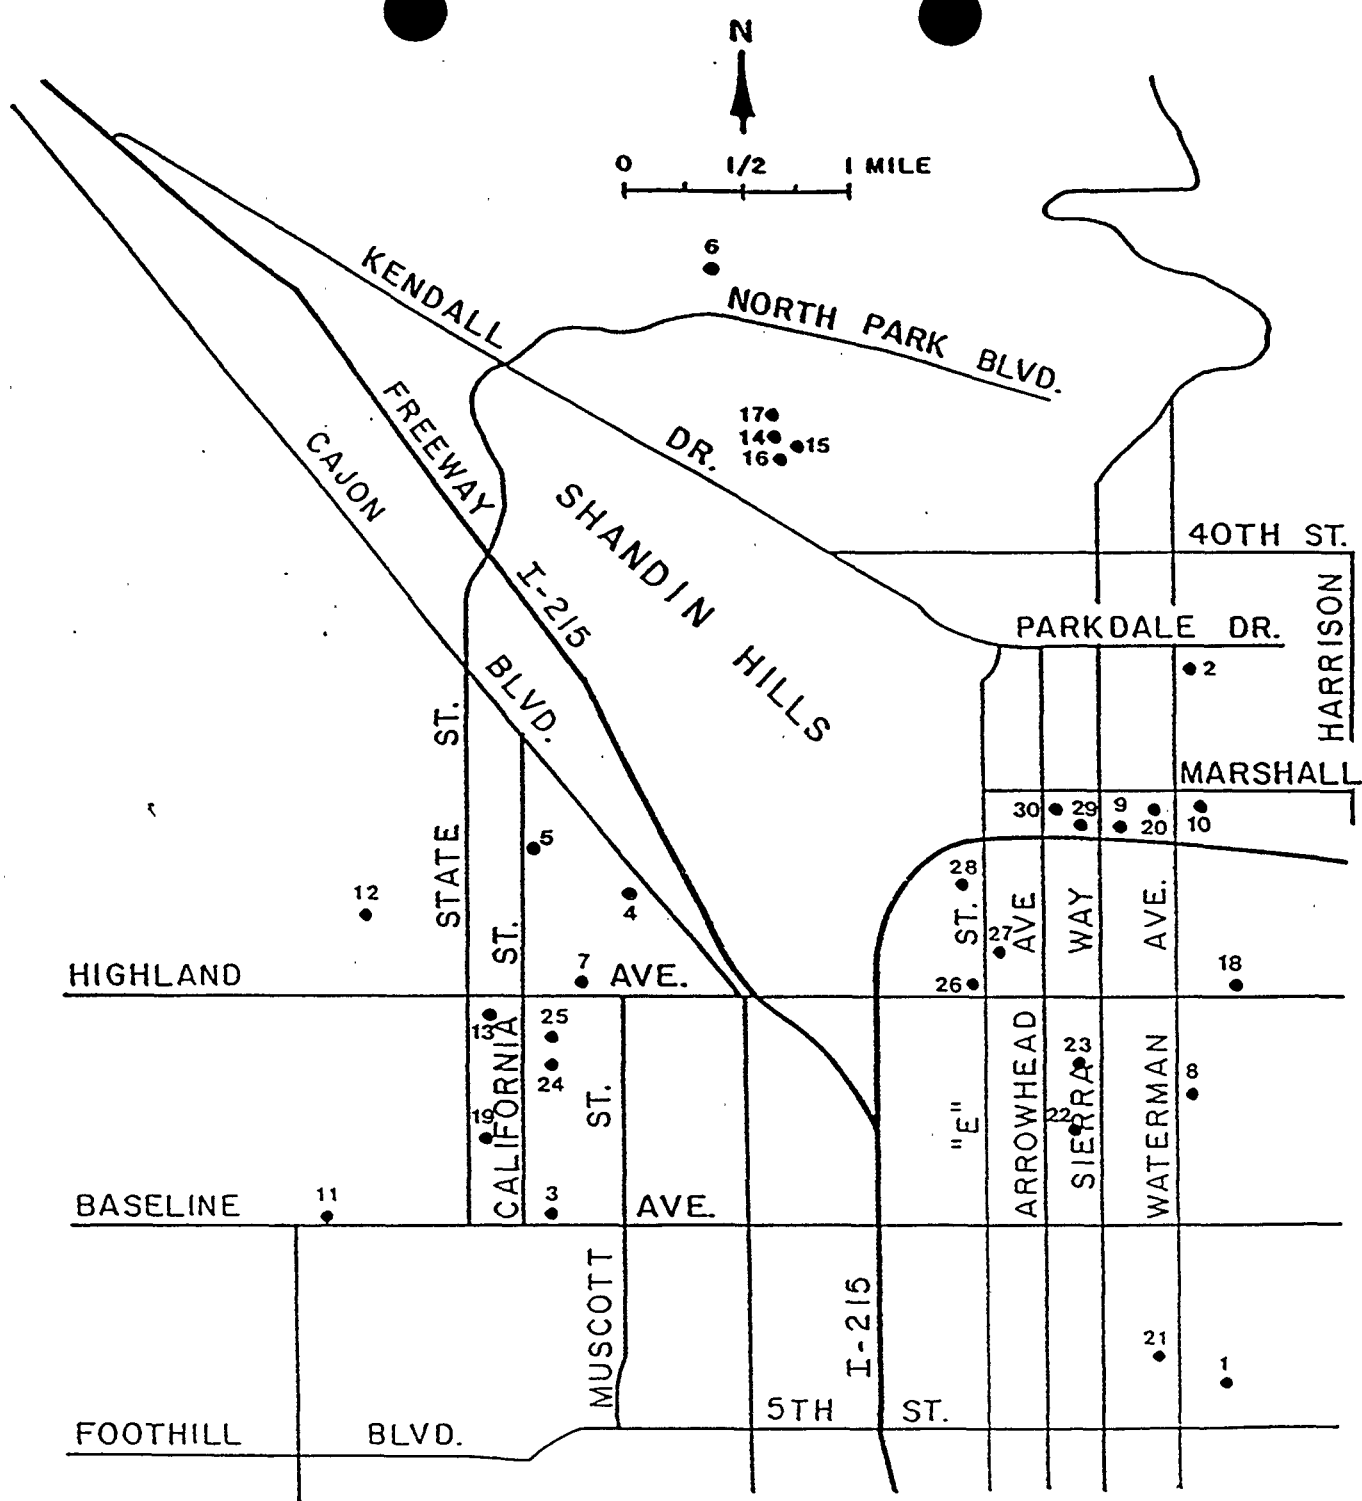 N
0 1/2 1 MILE
6
KENDALL
NORTH PARK BLVD.
FREEWAY
17
14
15
16
DR.
CAJON
SHANDIN HILLS
40TH ST.
I-215
HARRISON
PARKDALE DR.
2
BLVD.
ST.
MARSHALL
30
29
9
20
10
5
STATE
28
12
4
ST.
ST.
AVE
WAY
AVE.
27
7
18
HIGHLAND AVE.
26
13
25
24
CALIFORNIA
ST.
23
8
19
22
"E"
ARROWHEAD
SIERRA
WATERMAN
11
3
BASELINE AVE.
MUSCOTT
I-215
21
1
5TH ST.
FOOTHILL BLVD.